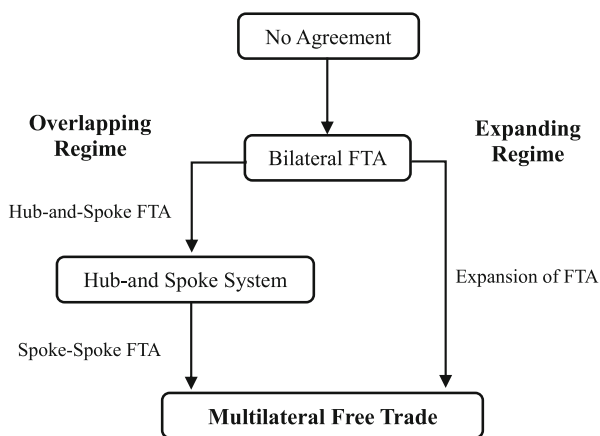 No Agreement
Overlapping
Regime
Expanding
Regime
Bilateral FTA
Hub-and-Spoke FTA
Hub-and Spoke System
Expansion of FTA
Spoke-Spoke FTA
Multilateral Free Trade